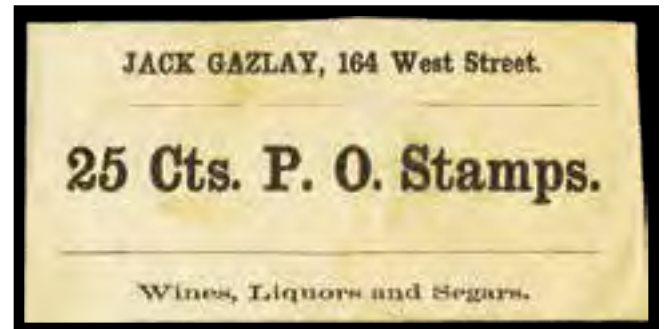 JACK GAZLAY, 164 West Street.
25 Cts. P. O. Stamps.
Wines, Liquors and Segars.